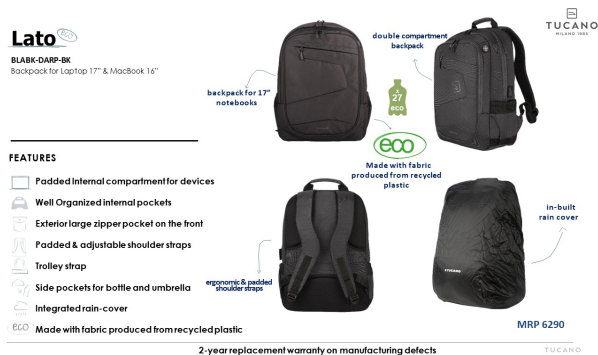 Lato eco
BLABK-DARP-BK
Backpack for Laptop 17" & MacBook 16"
TUCANO
MILANO 1985
double compartment
backpack
backpack for 17"
notebooks
x
27
eco
eco
Made with fabric
produced from recycled
plastic
FEATURES
Padded Internal compartment for devices
Well Organized internal pockets
Exterior large zipper pocket on the front
Padded & adjustable shoulder straps
Trolley strap
Side pockets for bottle and umbrella
Integrated rain-cover
eco
Made with fabric produced from recycled plastic
ergonomic & padded
shoulder straps
in-built
rain cover
TUCANO
MRP 6290
2-year replacement warranty on manufacturing defects
TUCANO